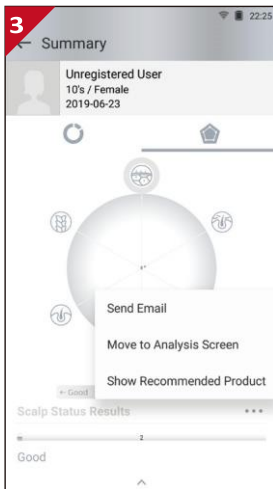 3
22:25
← Summary
Unregistered User
10's / Female
2019-06-23
Send Email
Move to Analysis Screen
Show Recommended Product
← Good
Scalp Status Results
2
Good